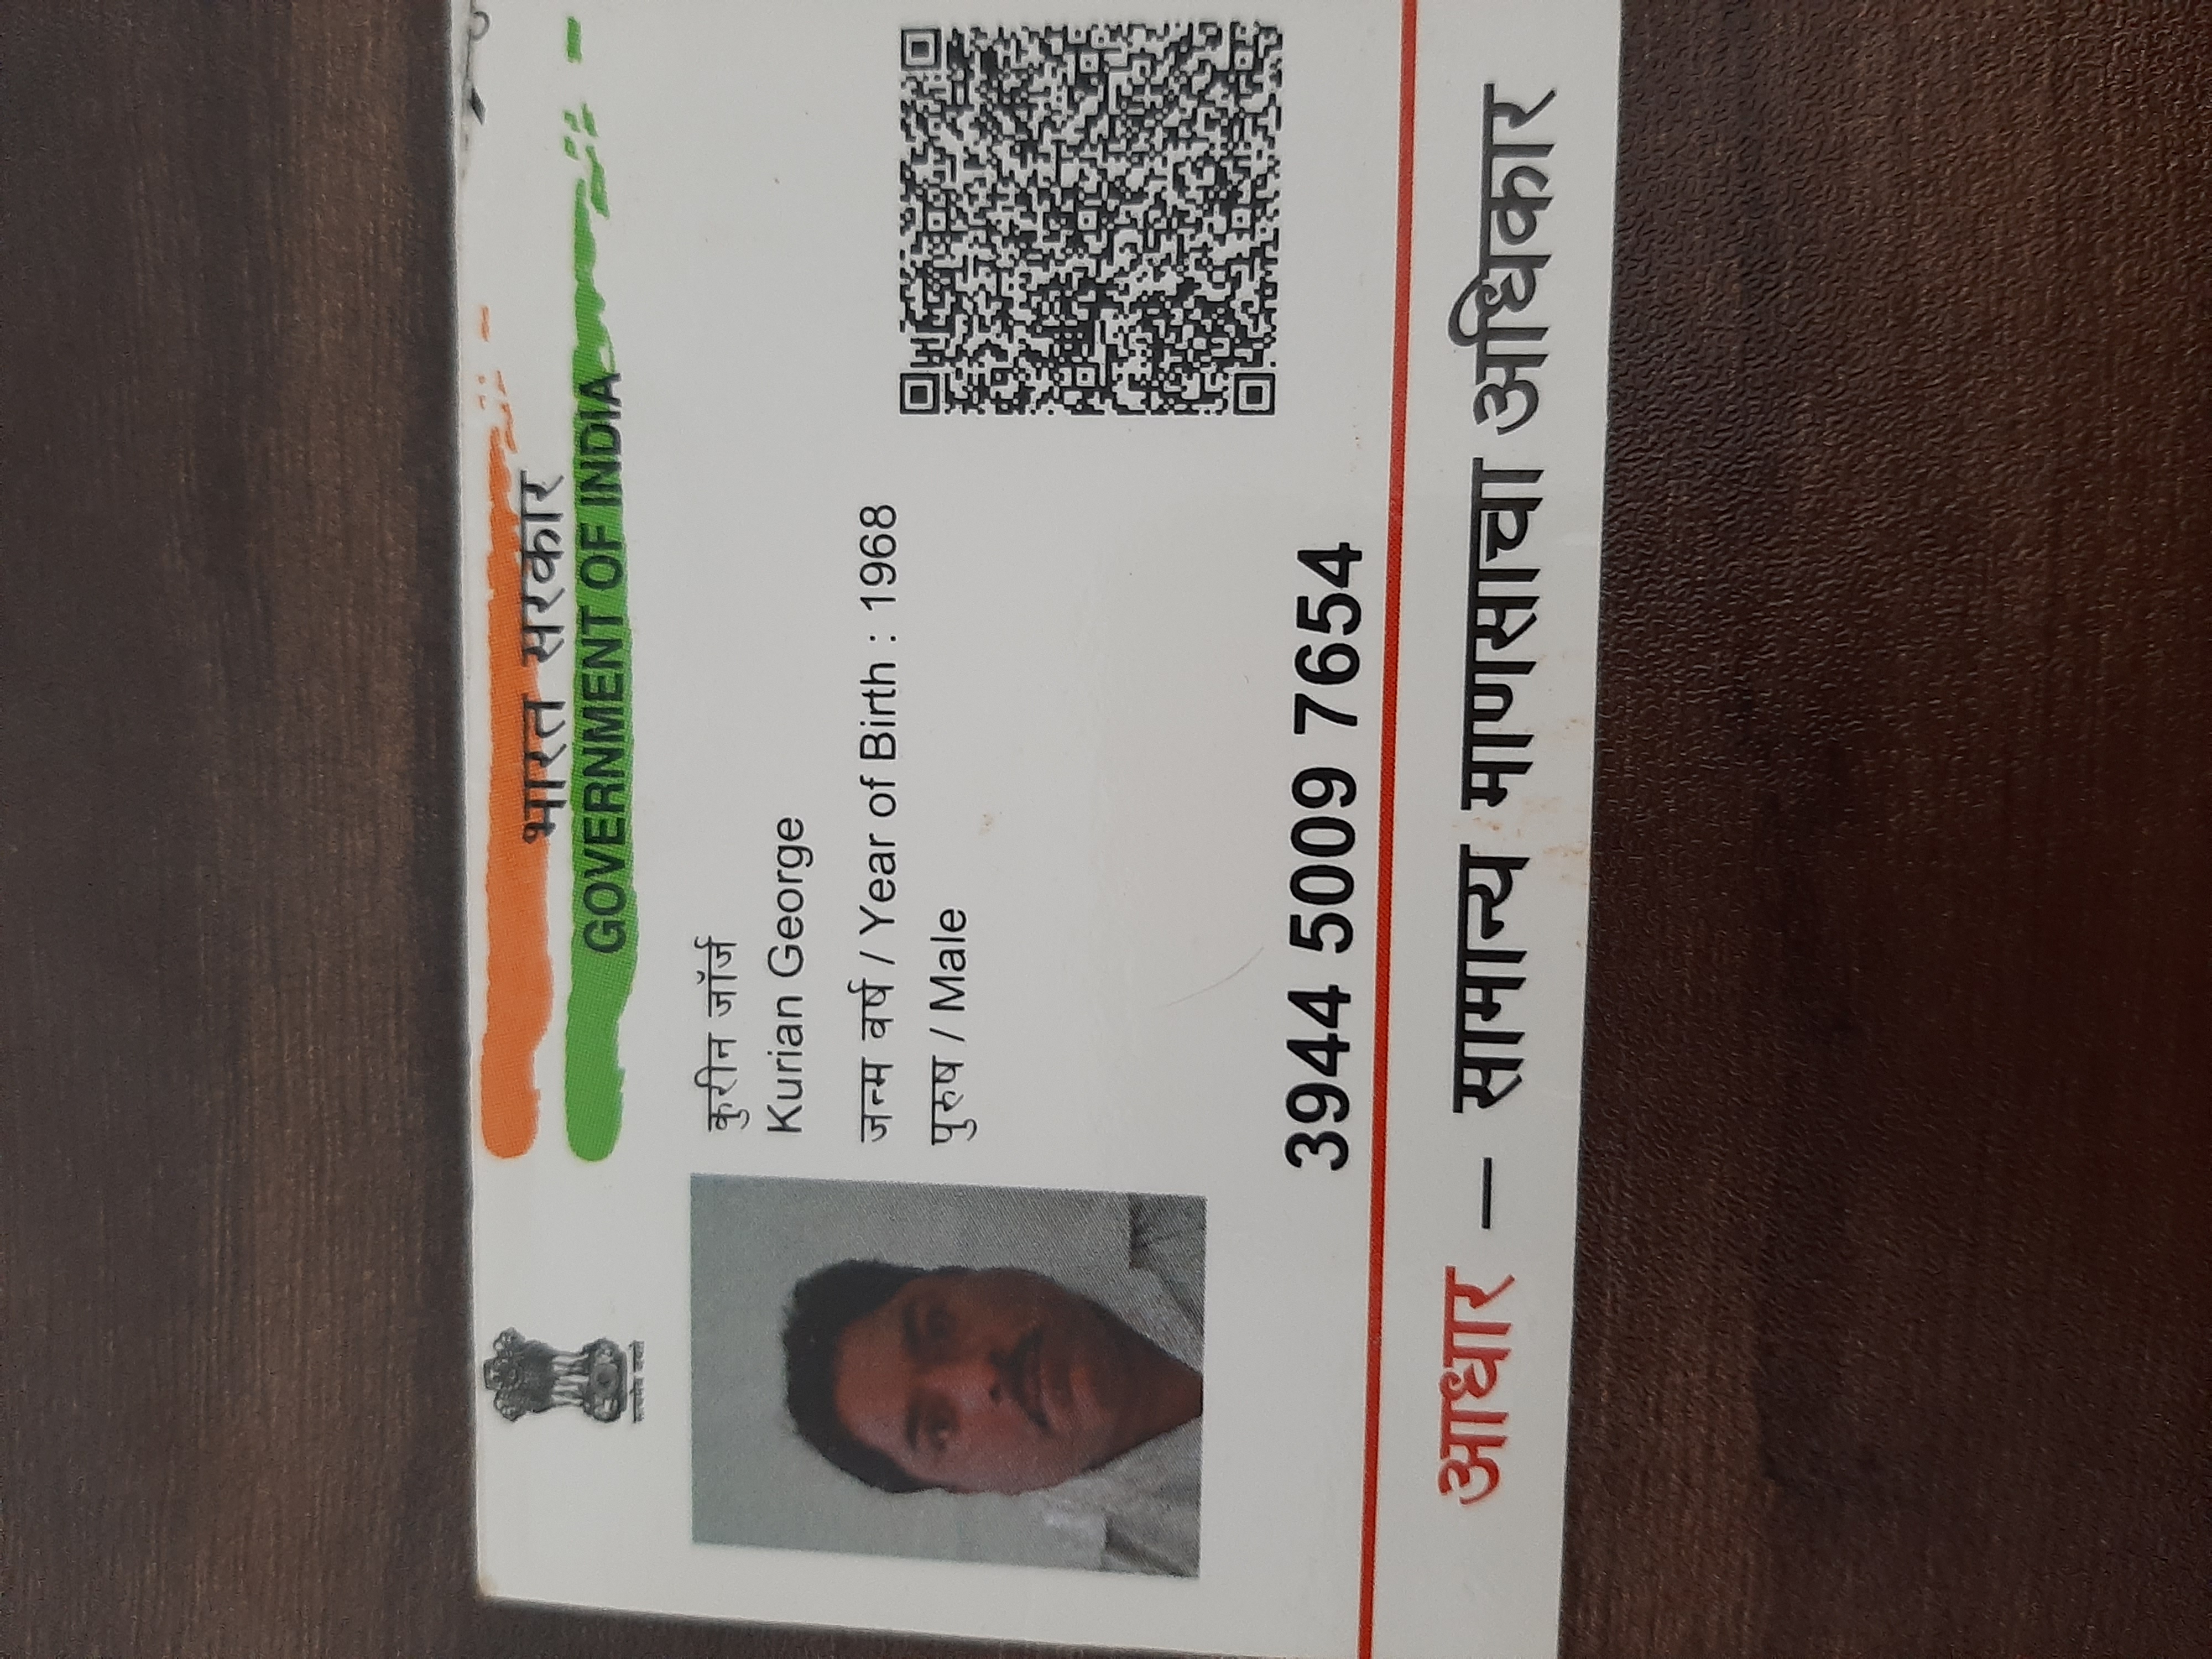 भारत सरकार
GOVERNMENT OF INDIA
सत्यमेव जयते
कुरीन जॉर्ज
Kurian George
जन्म वर्ष / Year of Birth : 1968
पुरुष / Male
3944 5009 7654
आधार – सामान्य माणसाचा अधिकार